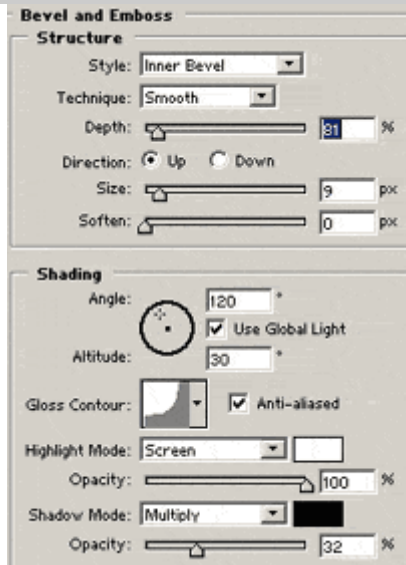 Bevel and Emboss
Structure
Style: Inner Bevel
Technique: Smooth
Depth: 81 %
Direction: Up Down
Size: 9 px
Soften: 0 px
Shading
Angle: 120 °
Use Global Light
Altitude: 30 °
Gloss Contour: Anti-aliased
Highlight Mode: Screen
Opacity: 100 %
Shadow Mode: Multiply
Opacity: 32 %